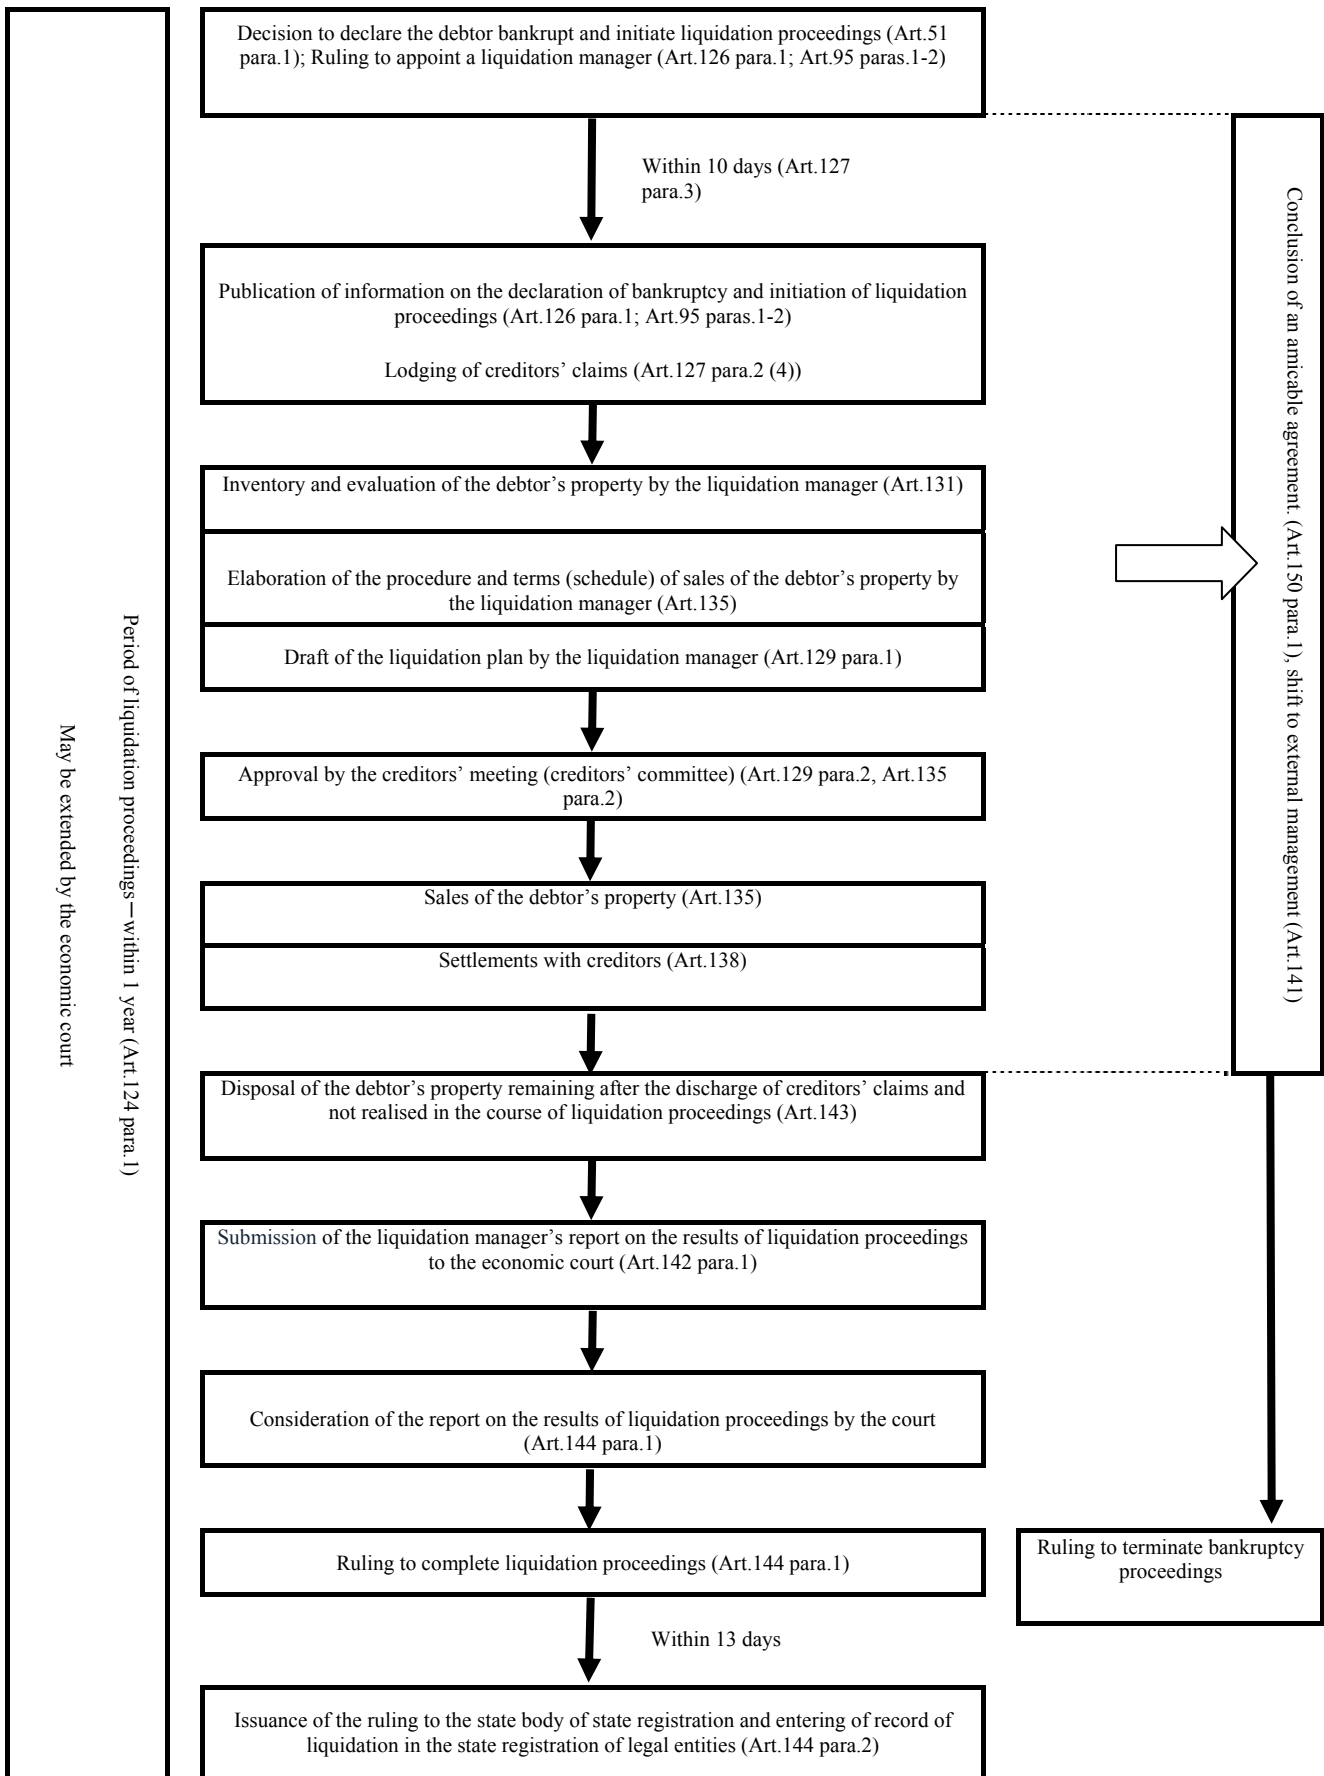 Decision to declare the debtor bankrupt and initiate liquidation proceedings (Art.51
para.1); Ruling to appoint a liquidation manager (Art.126 para.1; Art.95 paras.1-2)
Within 10 days (Art.127
para.3)
Publication of information on the declaration of bankruptcy and initiation of liquidation
proceedings (Art.126 para.1; Art.95 paras.1-2)
Lodging of creditors’ claims (Art.127 para.2 (4))
Inventory and evaluation of the debtor’s property by the liquidation manager (Art.131)
Elaboration of the procedure and terms (schedule) of sales of the debtor’s property by
the liquidation manager (Art.135)
Draft of the liquidation plan by the liquidation manager (Art.129 para.1)
Approval by the creditors’ meeting (creditors’ committee) (Art.129 para.2, Art.135
para.2)
Sales of the debtor’s property (Art.135)
Settlements with creditors (Art.138)
Disposal of the debtor’s property remaining after the discharge of creditors’ claims and
not realised in the course of liquidation proceedings (Art.143)
Submission of the liquidation manager’s report on the results of liquidation proceedings
to the economic court (Art.142 para.1)
Consideration of the report on the results of liquidation proceedings by the court
(Art.144 para.1)
Ruling to complete liquidation proceedings (Art.144 para.1)
Within 13 days
Issuance of the ruling to the state body of state registration and entering of record of
liquidation in the state registration of legal entities (Art.144 para.2)
Period of liquidation proceedings—within 1 year (Art.124 para.1)
May be extended by the economic court
Conclusion of an amicable agreement. (Art.150 para.1), shift to external management (Art.141)
Ruling to terminate bankruptcy
proceedings